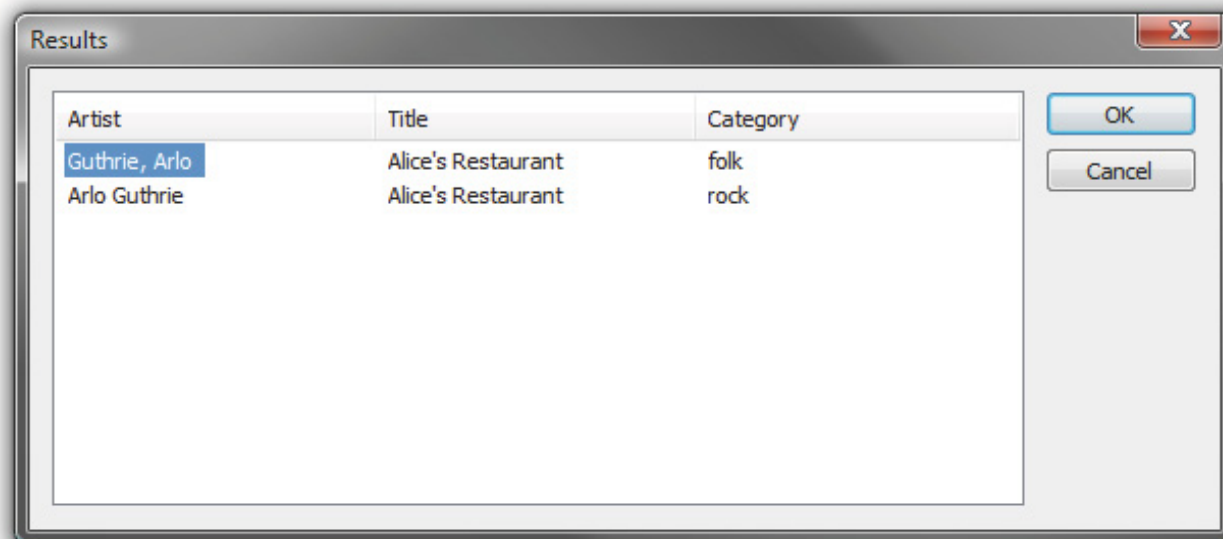 Results
Artist Title Category OK
Guthrie, Arlo Alice's Restaurant folk Cancel
Arlo Guthrie Alice's Restaurant rock